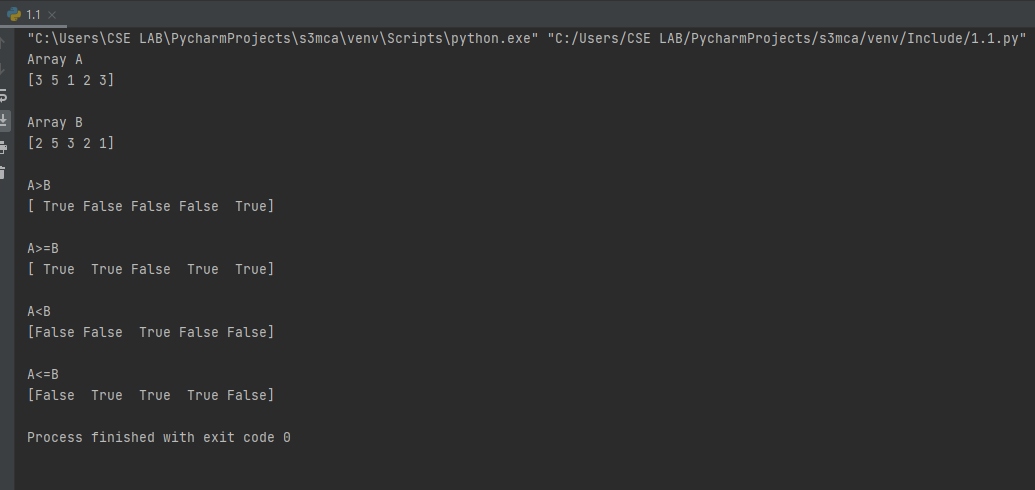 1.1
"C:\Users\CSE LAB\PycharmProjects\s3mca\venv\Scripts\python.exe" "C:/Users/CSE LAB/PycharmProjects/s3mca/venv/Include/1.1.py"
Array A
[3 5 1 2 3]
Array B
[2 5 3 2 1]
A>B
[ True False False False  True]
A>=B
[ True  True False  True  True]
A<B
[False False  True False False]
A<=B
[False  True  True  True False]
Process finished with exit code 0